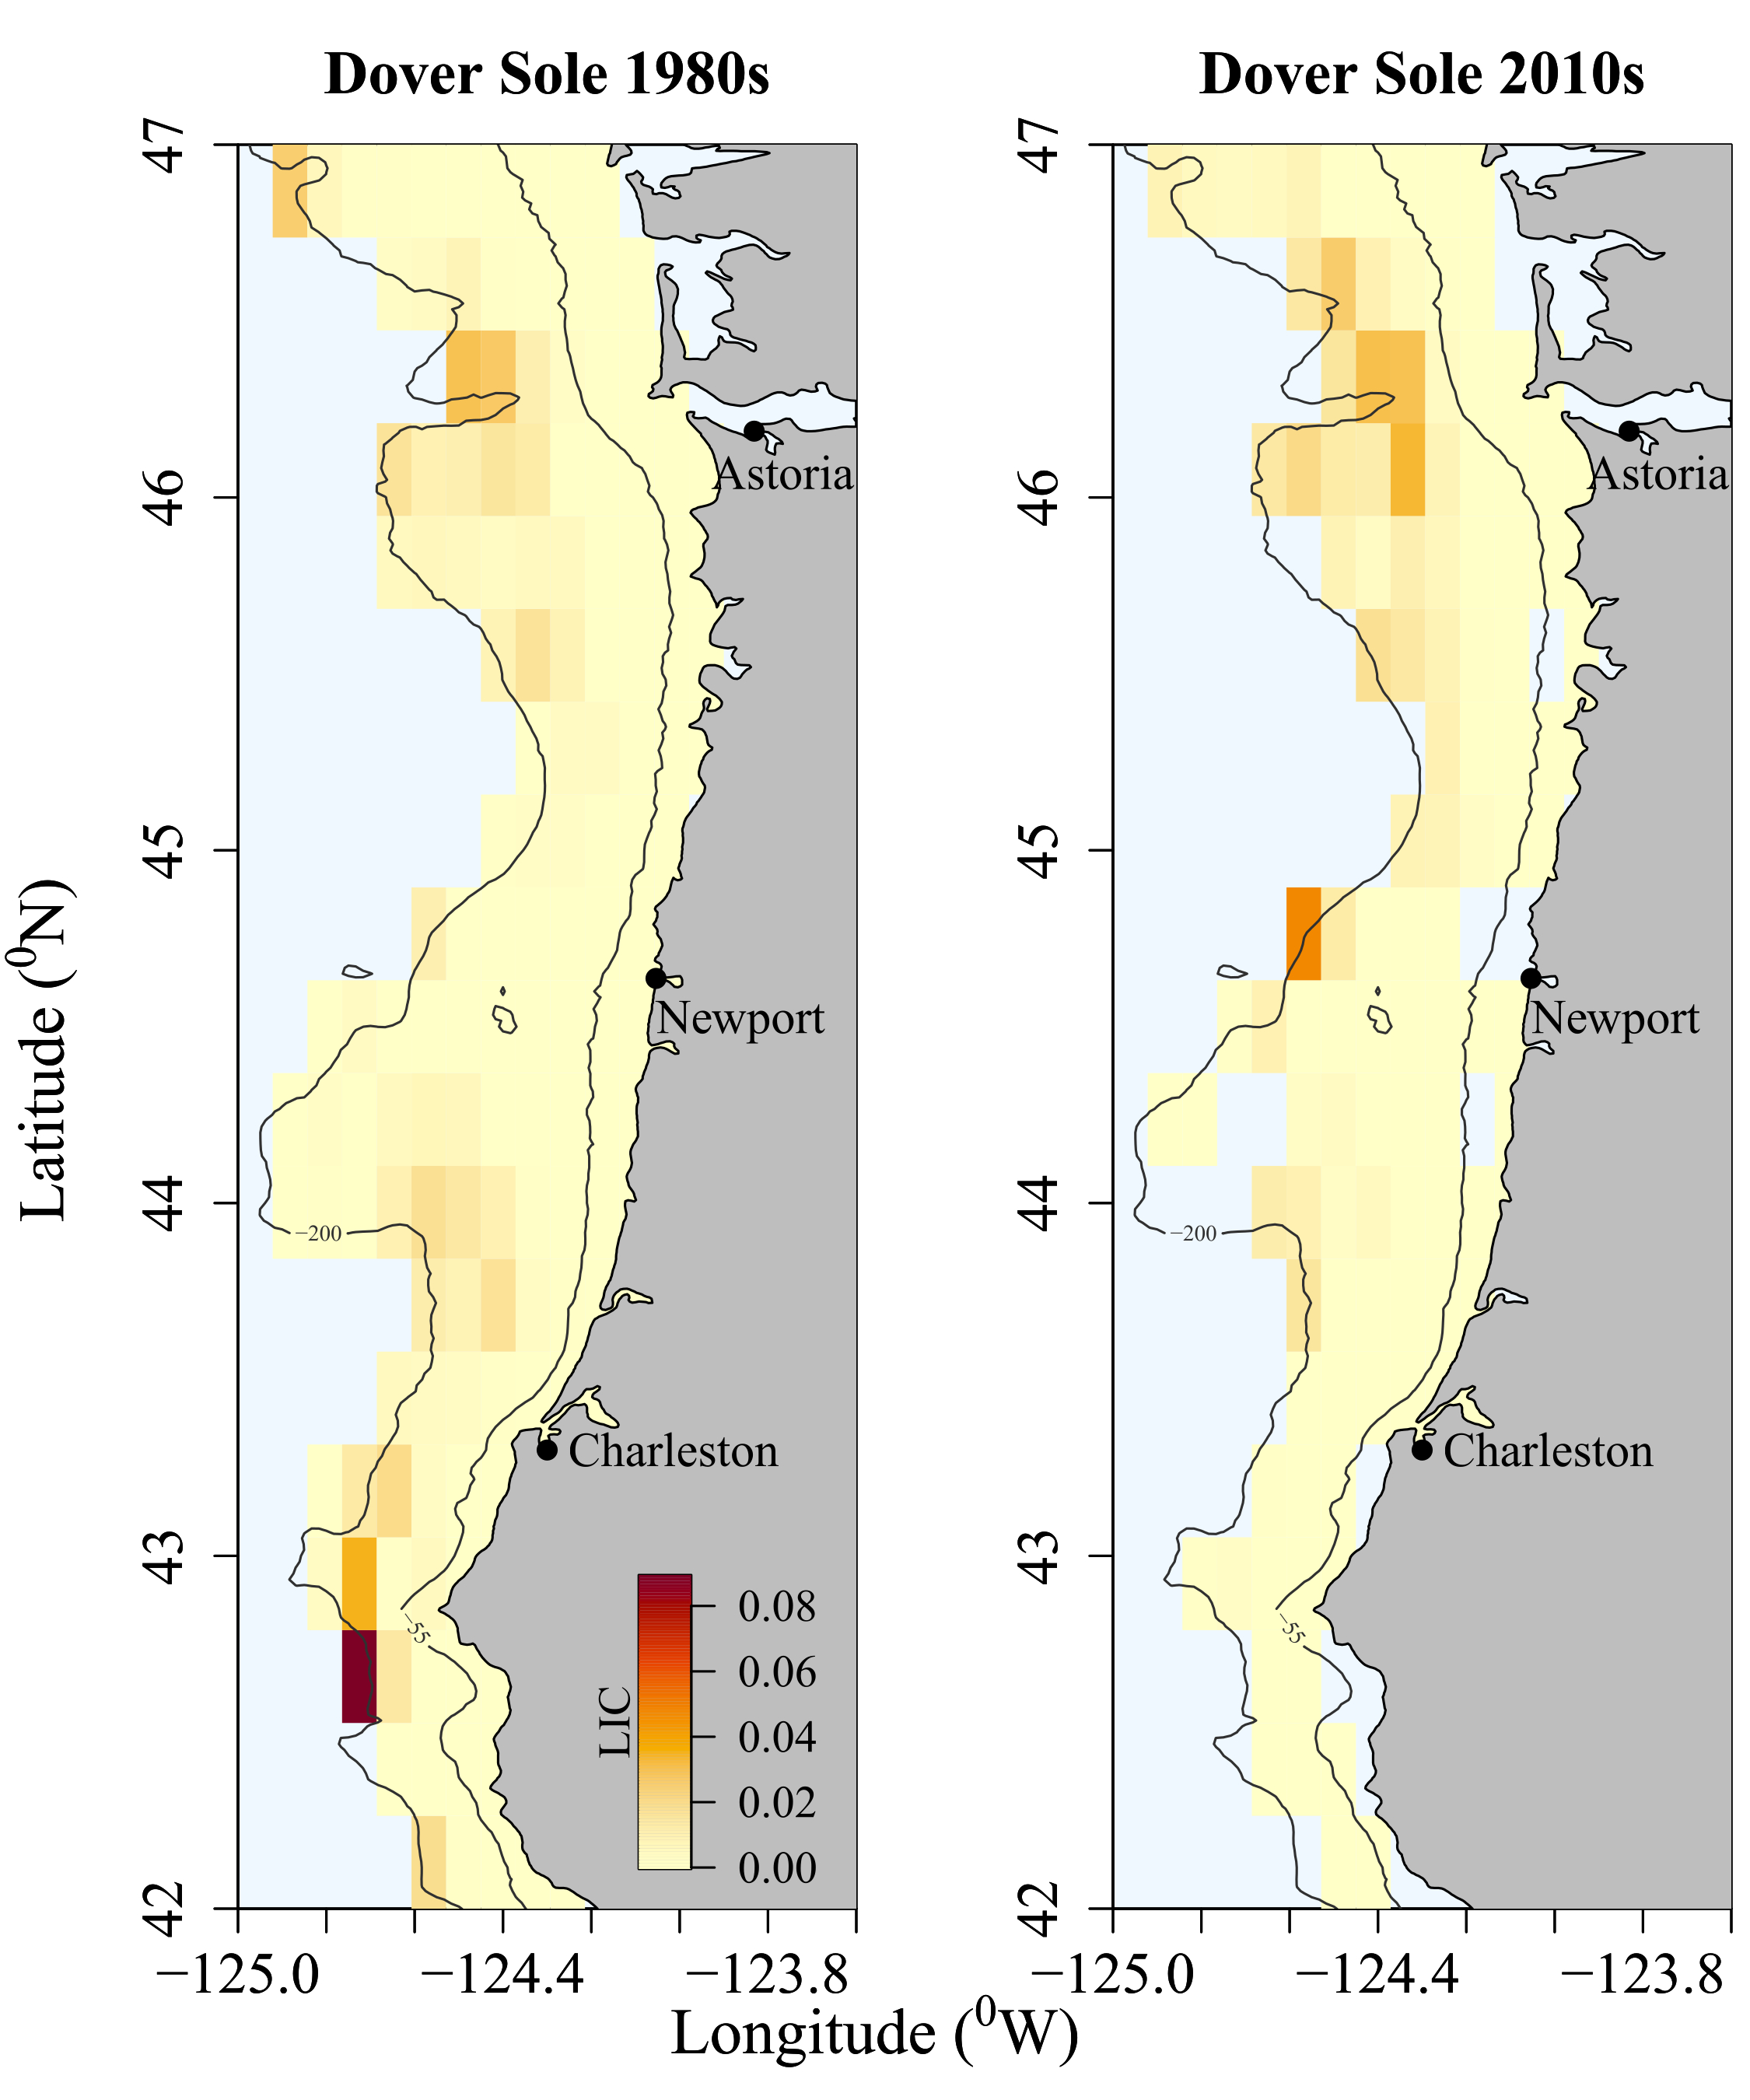 Dover Sole 1980s
Dover Sole 2010s
47
46
45
44
43
42
Latitude (⁰N)
Astoria
Newport
Charleston
−200
−55
LIC
0.08
0.06
0.04
0.02
0.00
−125.0
−124.4
−123.8
47
46
45
44
43
42
Astoria
Newport
Charleston
−200
−55
−125.0
−124.4
−123.8
Longitude (⁰W)